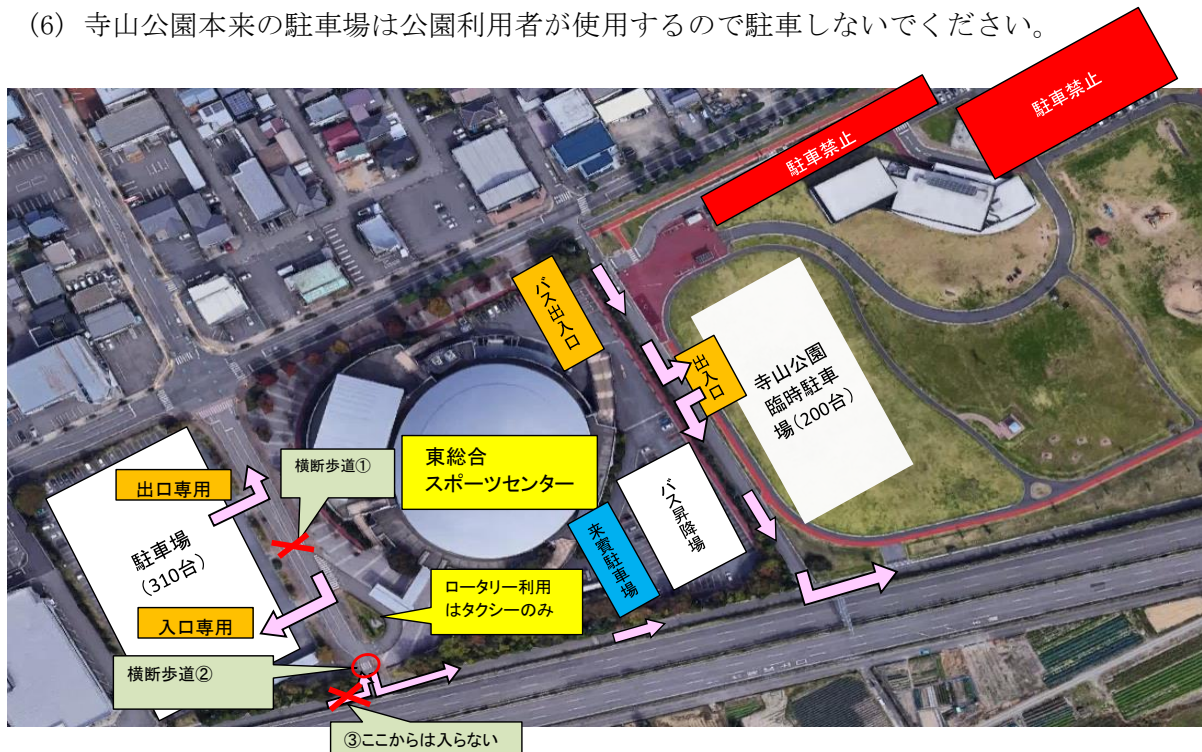 (6) 寺山公園本来の駐車場は公園利用者が使用するので駐車しないでください。
駐車禁止
駐車禁止
バス出入口
出入口
寺山公園
臨時駐車
場(200台)
横断歩道①
東総合
スポーツセンター
出口専用
駐車場
(310台)
バス昇降場
来賓駐車場
ロータリー利用
はタクシーのみ
入口専用
横断歩道②
③ここからは入らない